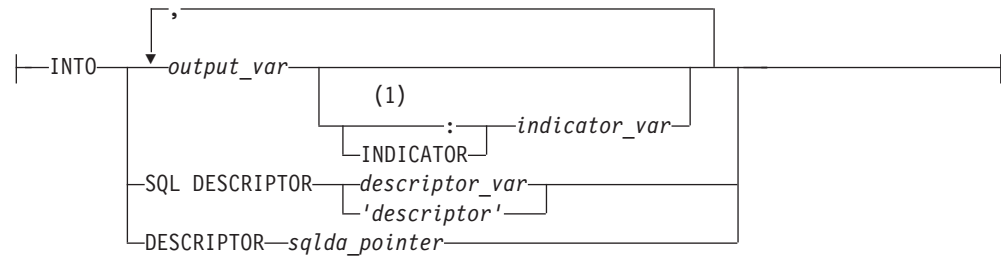 ,
INTO output_var
(1)
: indicator_var
INDICATOR
SQL DESCRIPTOR descriptor_var
'descriptor'
DESCRIPTOR sqlda_pointer